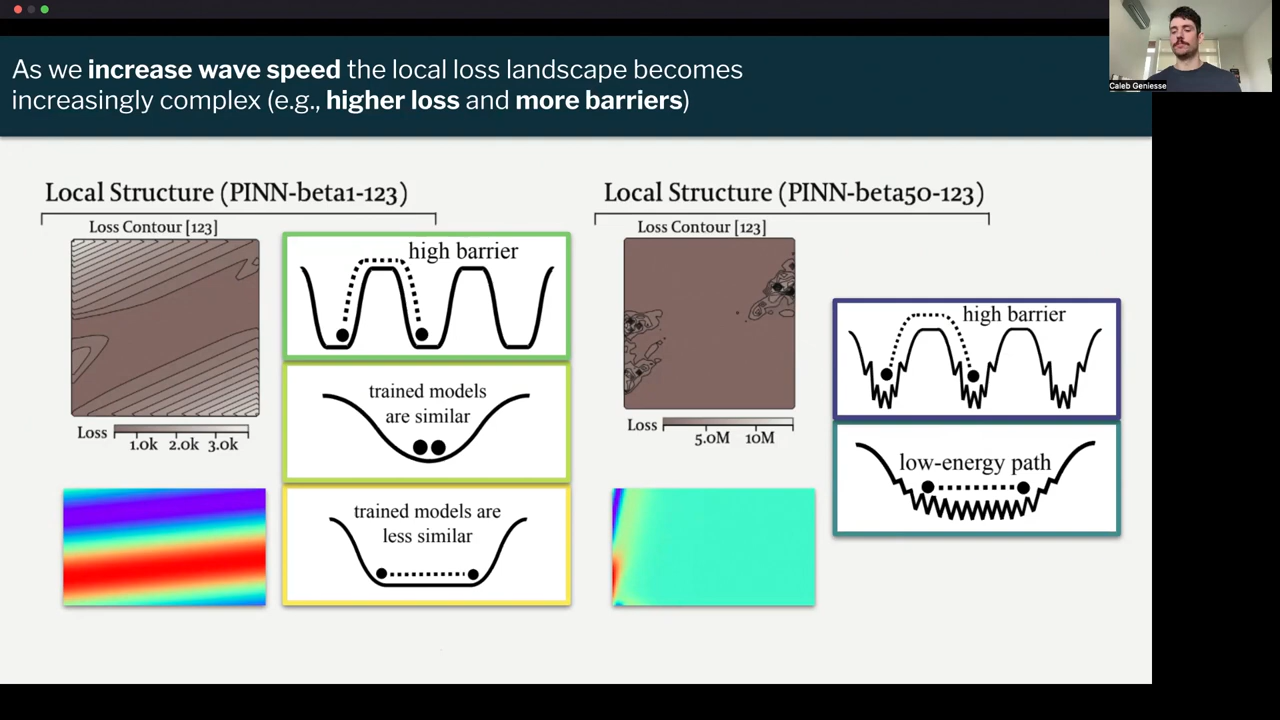 As we increase wave speed the local loss landscape becomes
increasingly complex (e.g., higher loss and more barriers)
Caleb Geniesse
Local Structure (PINN-beta1-123)
Loss Contour [123]
Loss
1.0k 2.0k 3.0k
high barrier
trained models
are similar
trained models are
less similar
Local Structure (PINN-beta50-123)
Loss Contour [123]
Loss
5.0M 10M
high barrier
low-energy path